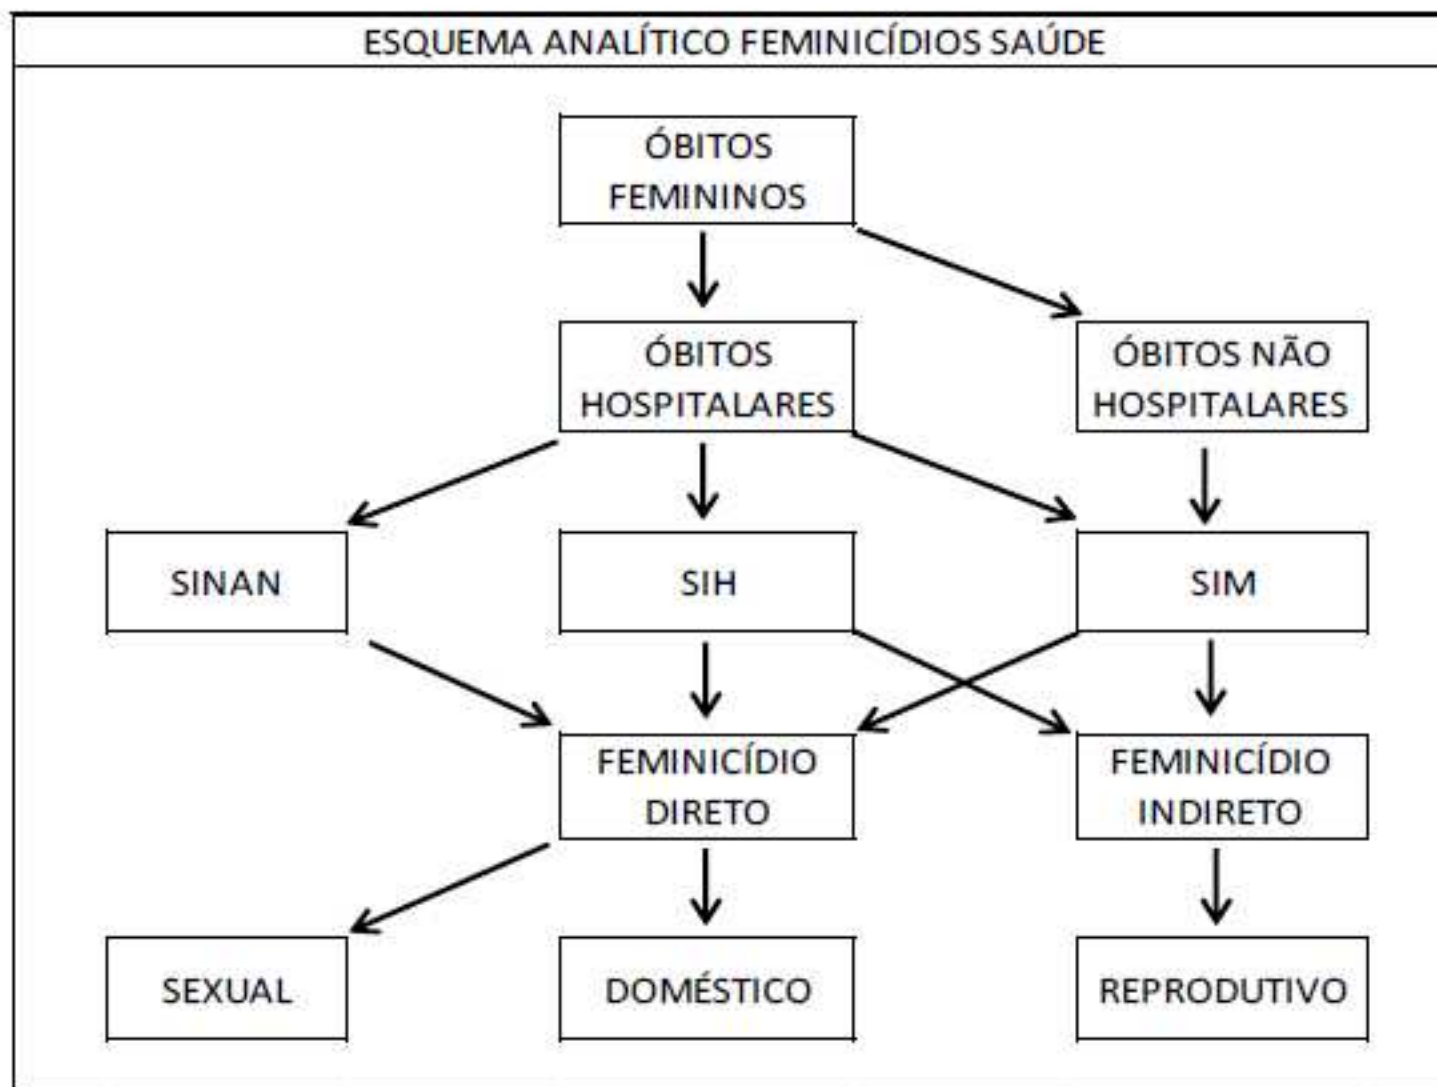 ESQUEMA ANALÍTICO FEMINICÍDIOS SAÚDE
ÓBITOS
FEMININOS
ÓBITOS
HOSPITALARES
ÓBITOS NÃO
HOSPITALARES
SINAN
SIH
SIM
FEMINICÍDIO
DIRETO
FEMINICÍDIO
INDIRETO
SEXUAL
DOMÉSTICO
REPRODUTIVO